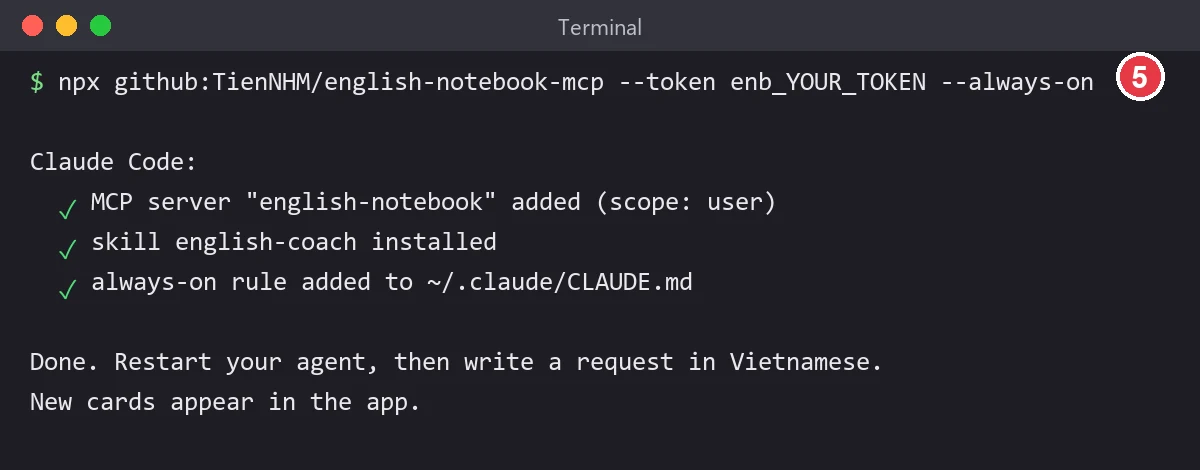 Terminal
$ npx github:TienNHM/english-notebook-mcp --token enb_YOUR_TOKEN --always-on
5
Claude Code:
✓ MCP server "english-notebook" added (scope: user)
✓ skill english-coach installed
✓ always-on rule added to ~/.claude/CLAUDE.md
Done. Restart your agent, then write a request in Vietnamese.
New cards appear in the app.